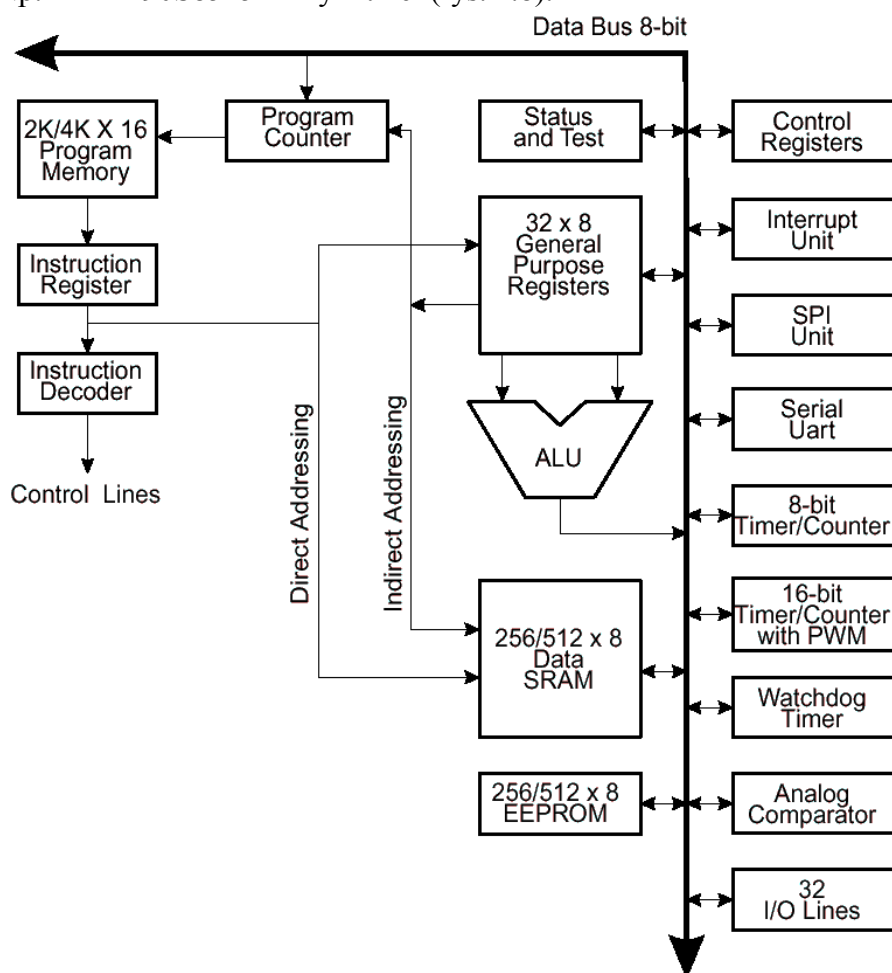 Data Bus 8-bit
2K/4K X 16
Program
Memory
Program
Counter
Status
and Test
Control
Registers
32 x 8
General
Purpose
Registers
Interrupt
Unit
Instruction
Register
SPI
Unit
Instruction
Decoder
Serial
Uart
ALU
Control Lines
8-bit
Timer/Counter
Direct Addressing
Indirect Addressing
256/512 x 8
Data
SRAM
16-bit
Timer/Counter
with PWM
Watchdog
Timer
256/512 x 8
EEPROM
Analog
Comparator
32
I/O Lines